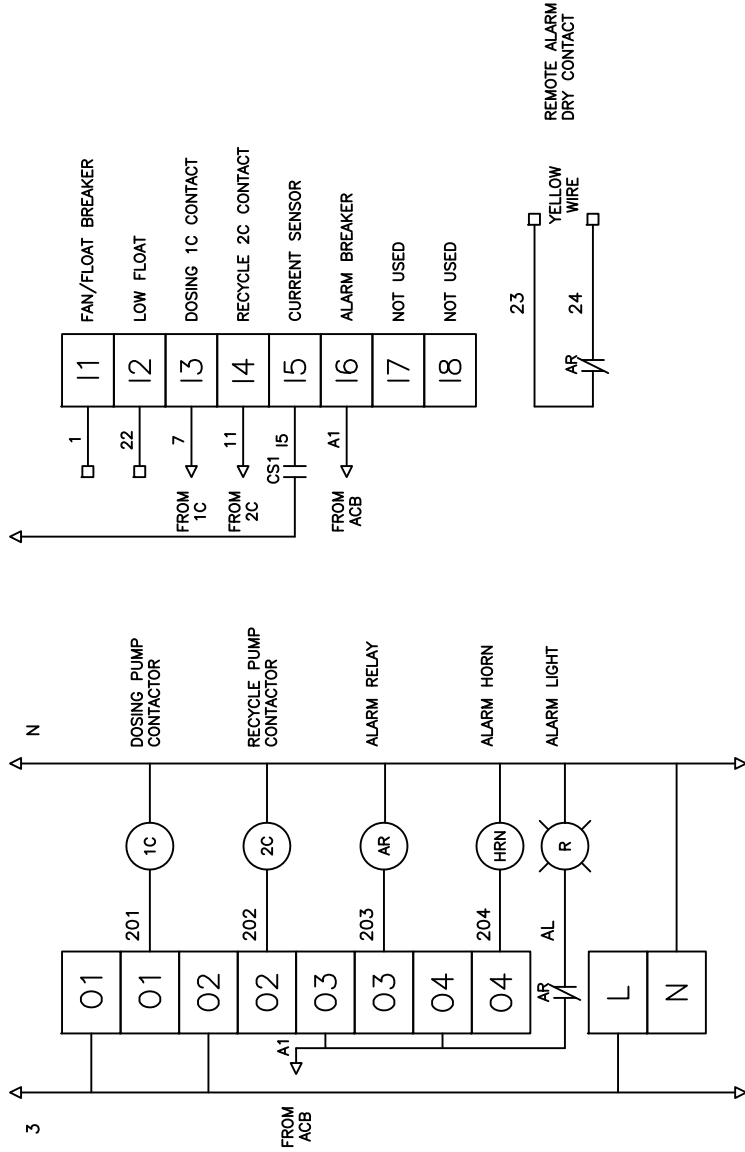 3
N
FROM
ACB
A1
O1
O1
201
1C
DOSING PUMP
CONTACTOR
O2
O2
202
2C
RECYCLE PUMP
CONTACTOR
O3
O3
203
AR
ALARM RELAY
O4
O4
204
HRN
ALARM HORN
AR
AL
R
ALARM LIGHT
L
N
1
I1
FAN/FLOAT BREAKER
22
I2
LOW FLOAT
FROM
1C
7
I3
DOSING 1C CONTACT
FROM
2C
11
I4
RECYCLE 2C CONTACT
CS1
I5
I5
CURRENT SENSOR
FROM
ACB
A1
I6
ALARM BREAKER
I7
NOT USED
I8
NOT USED
23
YELLOW
WIRE
AR
24
REMOTE ALARM
DRY CONTACT